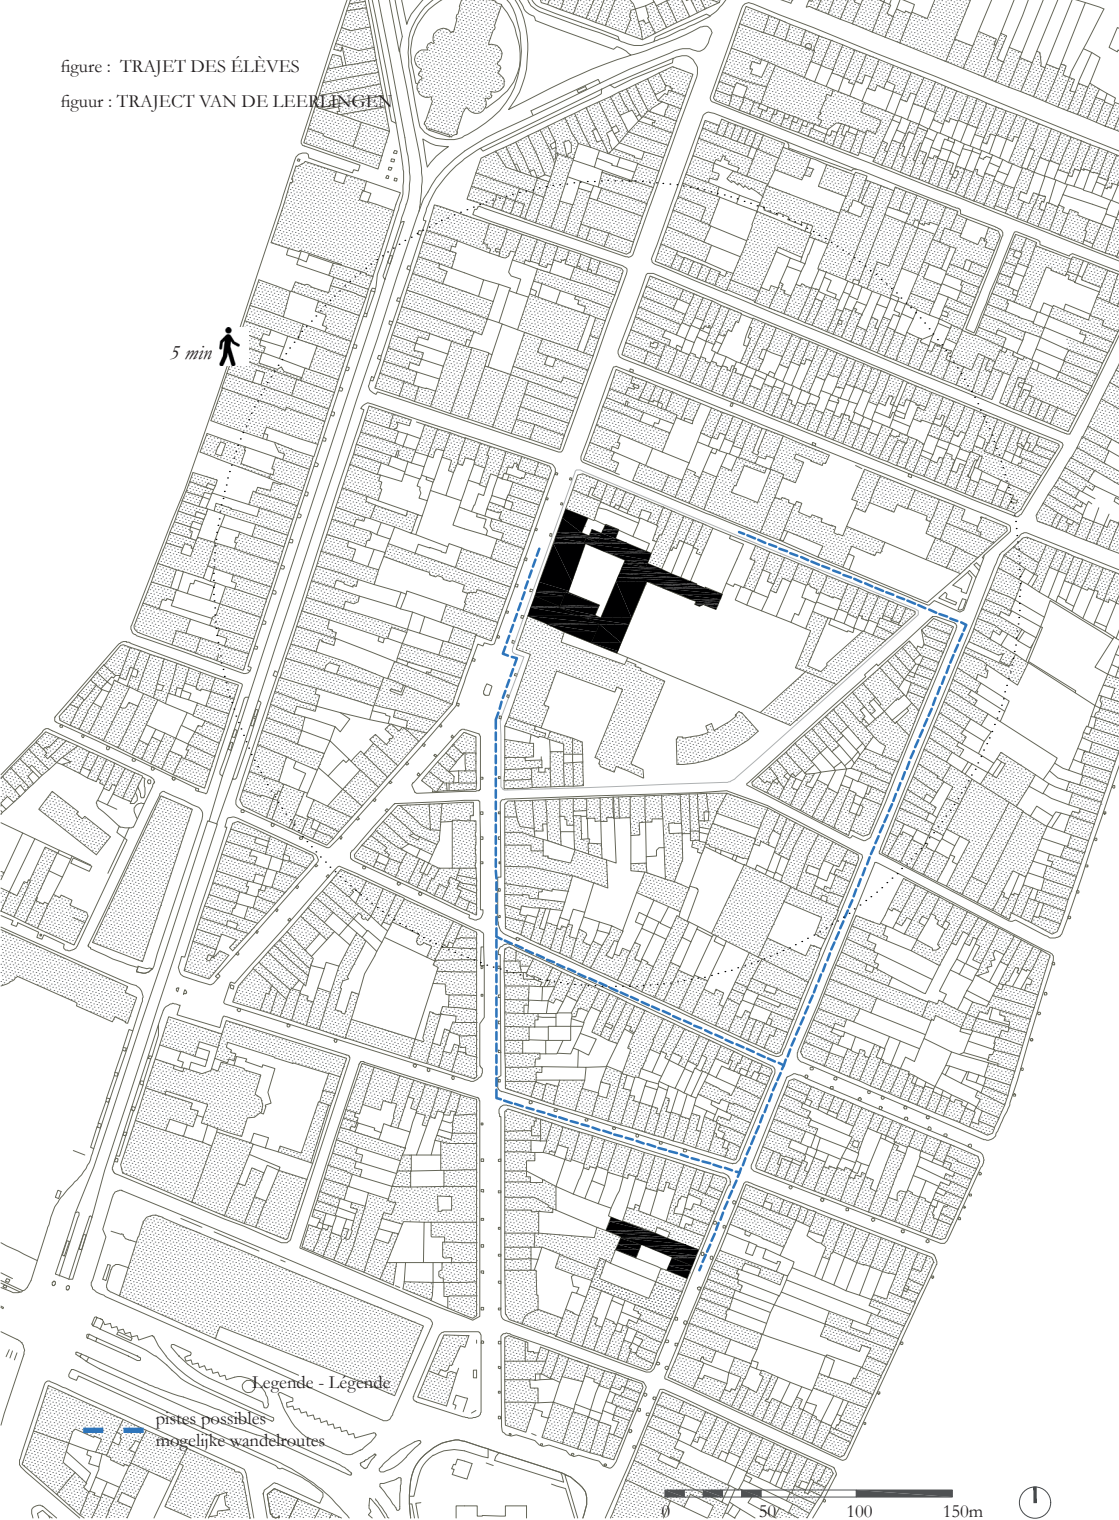 figure : TRAJET DES ÉLÈVES
figuur : TRAJECT VAN DE LEERLINGEN
5 min
Legende - Légende
pistes possibles
mogelijke wandelroutes
0 50 100 150m